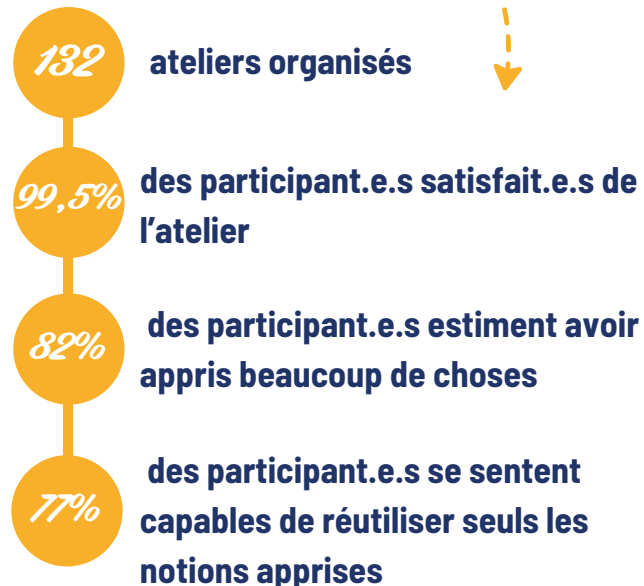 132
ateliers organisés
99,5%
des participant.e.s satisfait.e.s de
l’atelier
82%
des participant.e.s estiment avoir
appris beaucoup de choses
77%
des participant.e.s se sentent
capables de réutiliser seuls les
notions apprises